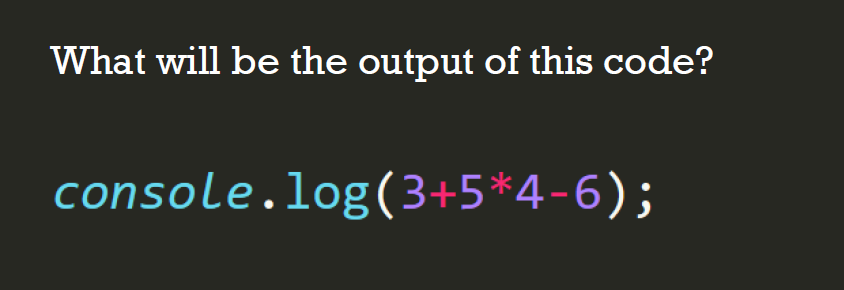 What will be the output of this code?
console.log(3+5*4-6);